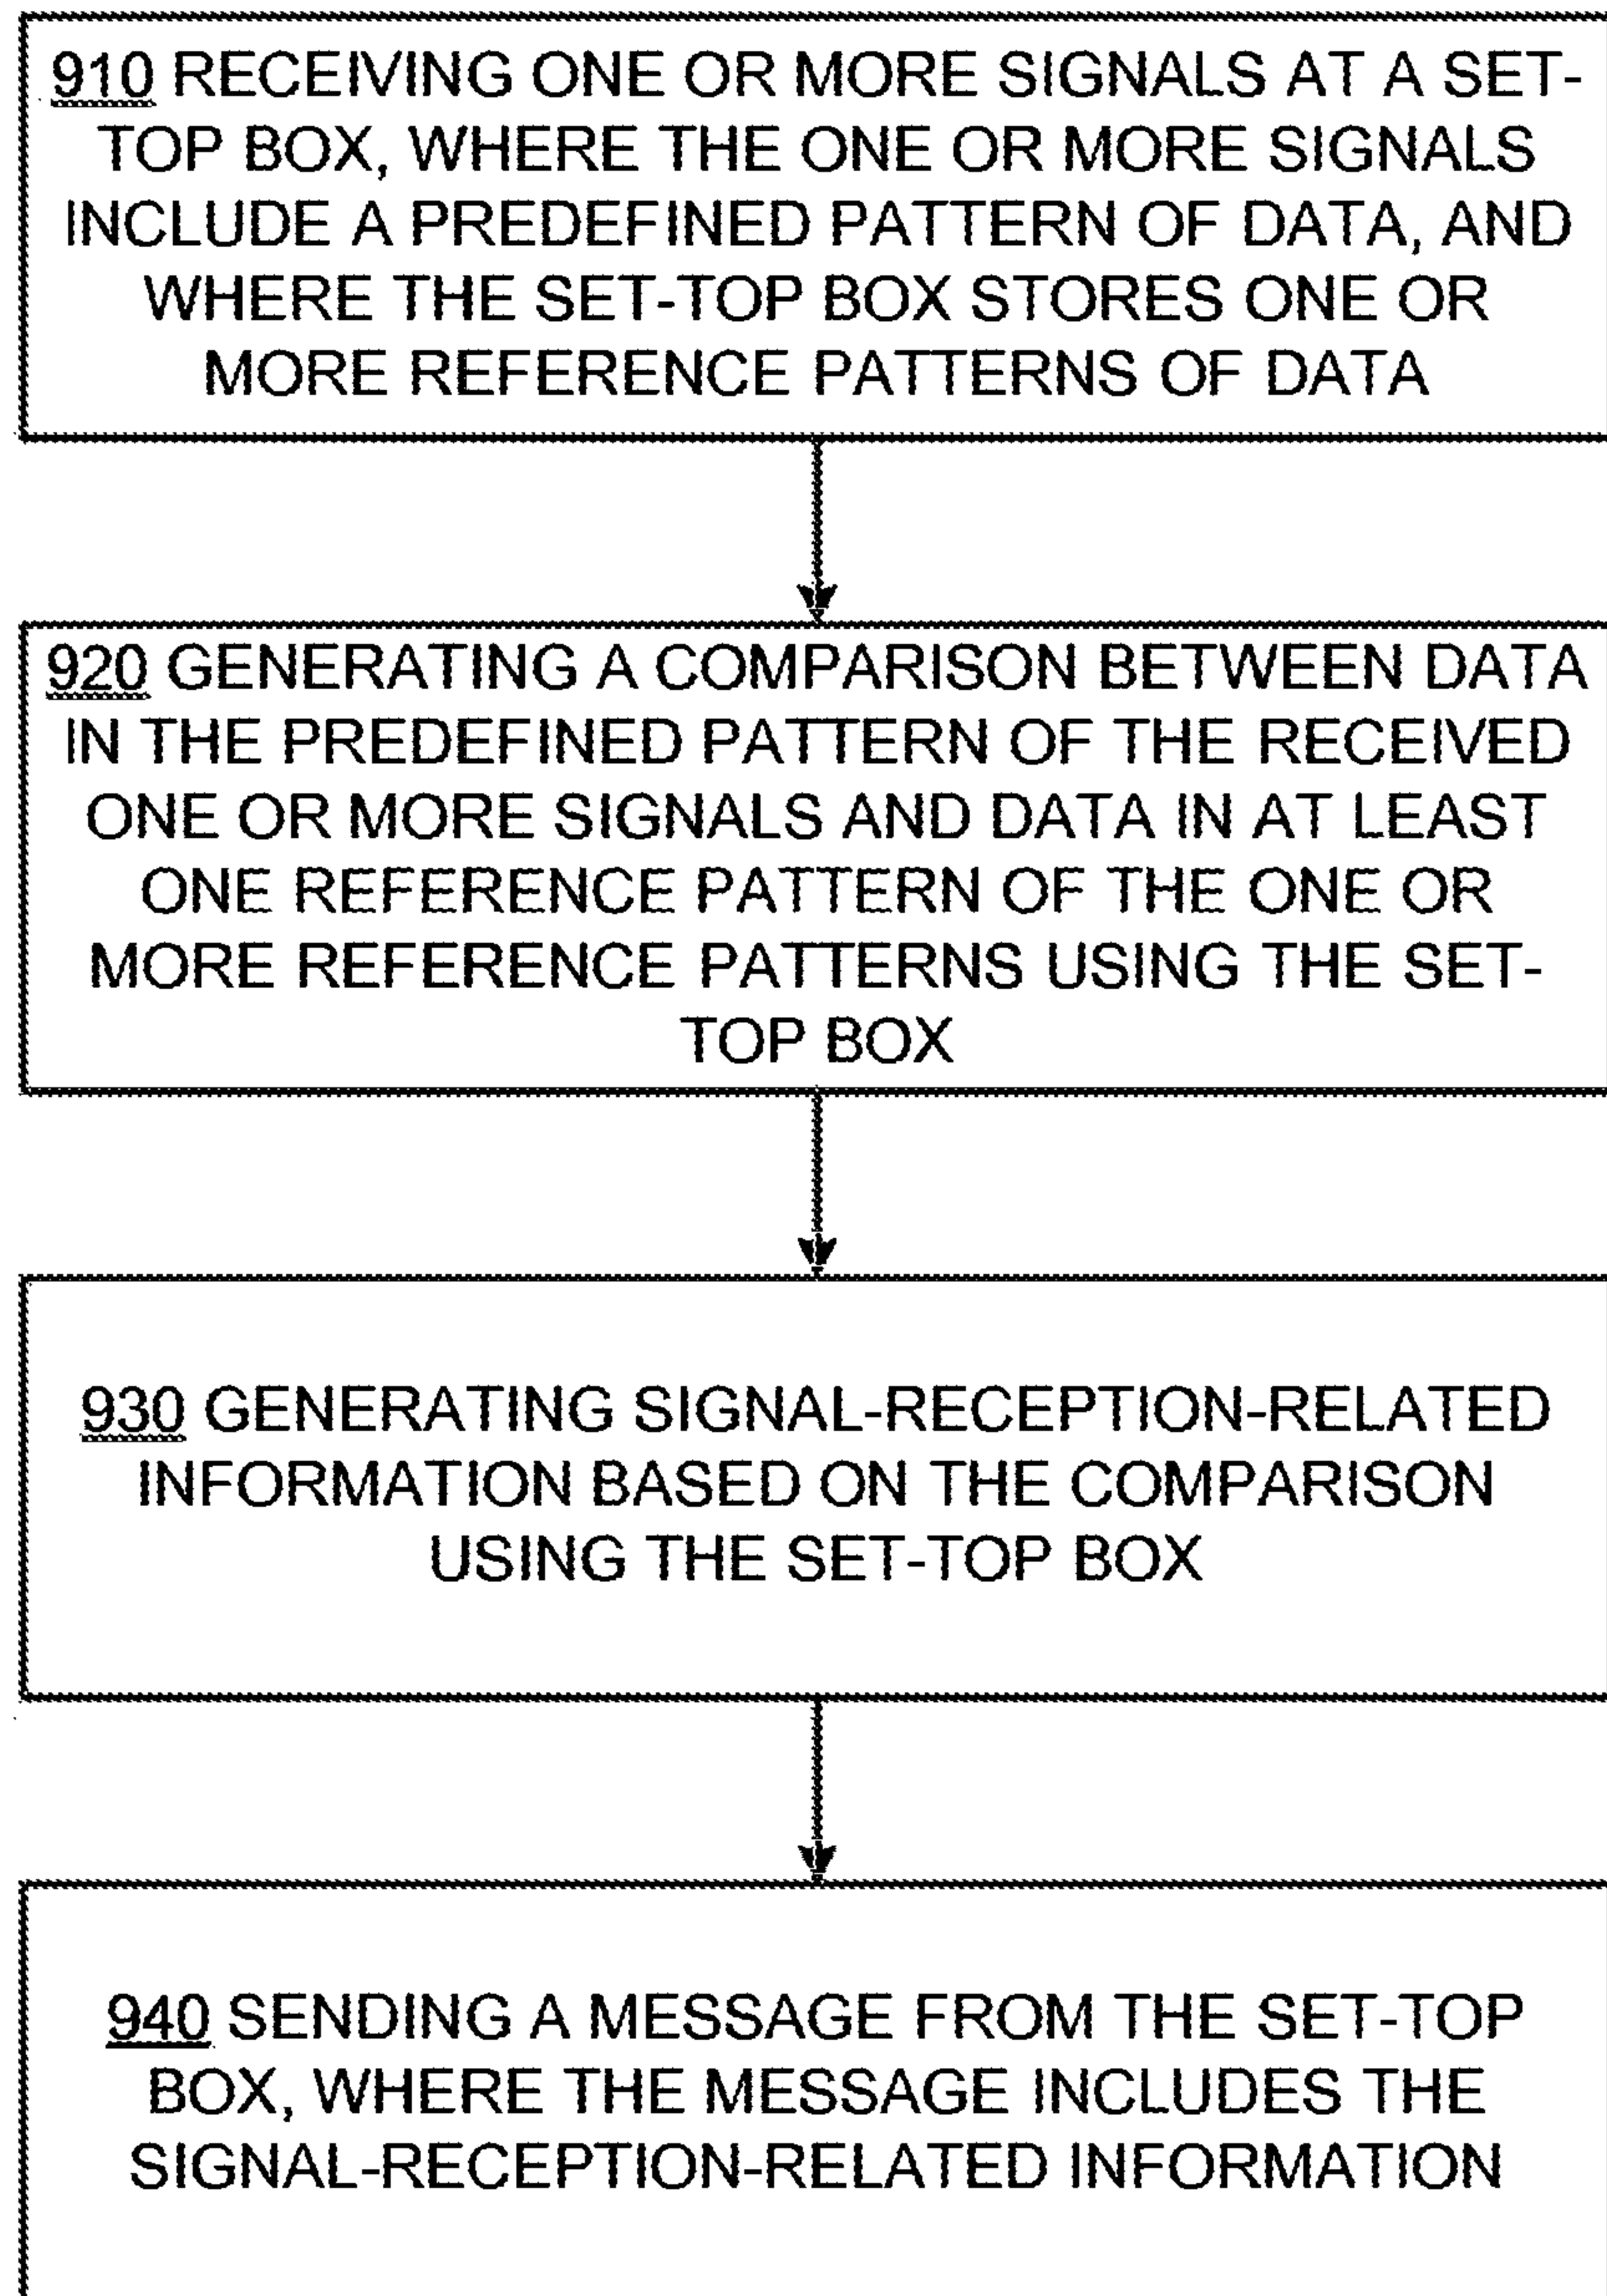 910 RECEIVING ONE OR MORE SIGNALS AT A SET-
TOP BOX, WHERE THE ONE OR MORE SIGNALS
INCLUDE A PREDEFINED PATTERN OF DATA, AND
WHERE THE SET-TOP BOX STORES ONE OR
MORE REFERENCE PATTERNS OF DATA
920 GENERATING A COMPARISON BETWEEN DATA
IN THE PREDEFINED PATTERN OF THE RECEIVED
ONE OR MORE SIGNALS AND DATA IN AT LEAST
ONE REFERENCE PATTERN OF THE ONE OR
MORE REFERENCE PATTERNS USING THE SET-
TOP BOX
930 GENERATING SIGNAL-RECEPTION-RELATED
INFORMATION BASED ON THE COMPARISON
USING THE SET-TOP BOX
940 SENDING A MESSAGE FROM THE SET-TOP
BOX, WHERE THE MESSAGE INCLUDES THE
SIGNAL-RECEPTION-RELATED INFORMATION